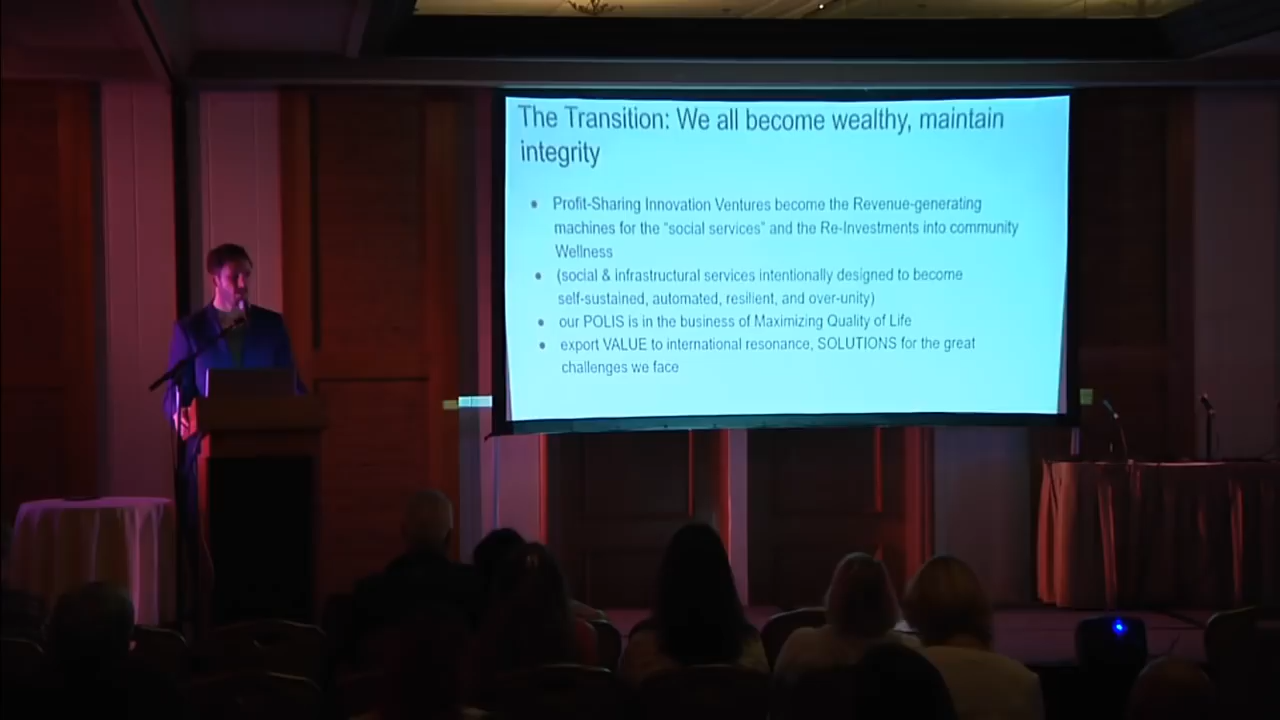 The Transition: We all become wealthy, maintain
integrity
• Profit-Sharing Innovation Ventures become the Revenue-generating
machines for the "social services" and the Re-Investments into community
Wellness
• (social & infrastructural services intentionally designed to become
self-sustained, automated, resilient, and over-unity)
• our POLIS is in the business of Maximizing Quality of Life
• export VALUE to international resonance, SOLUTIONS for the great
challenges we face